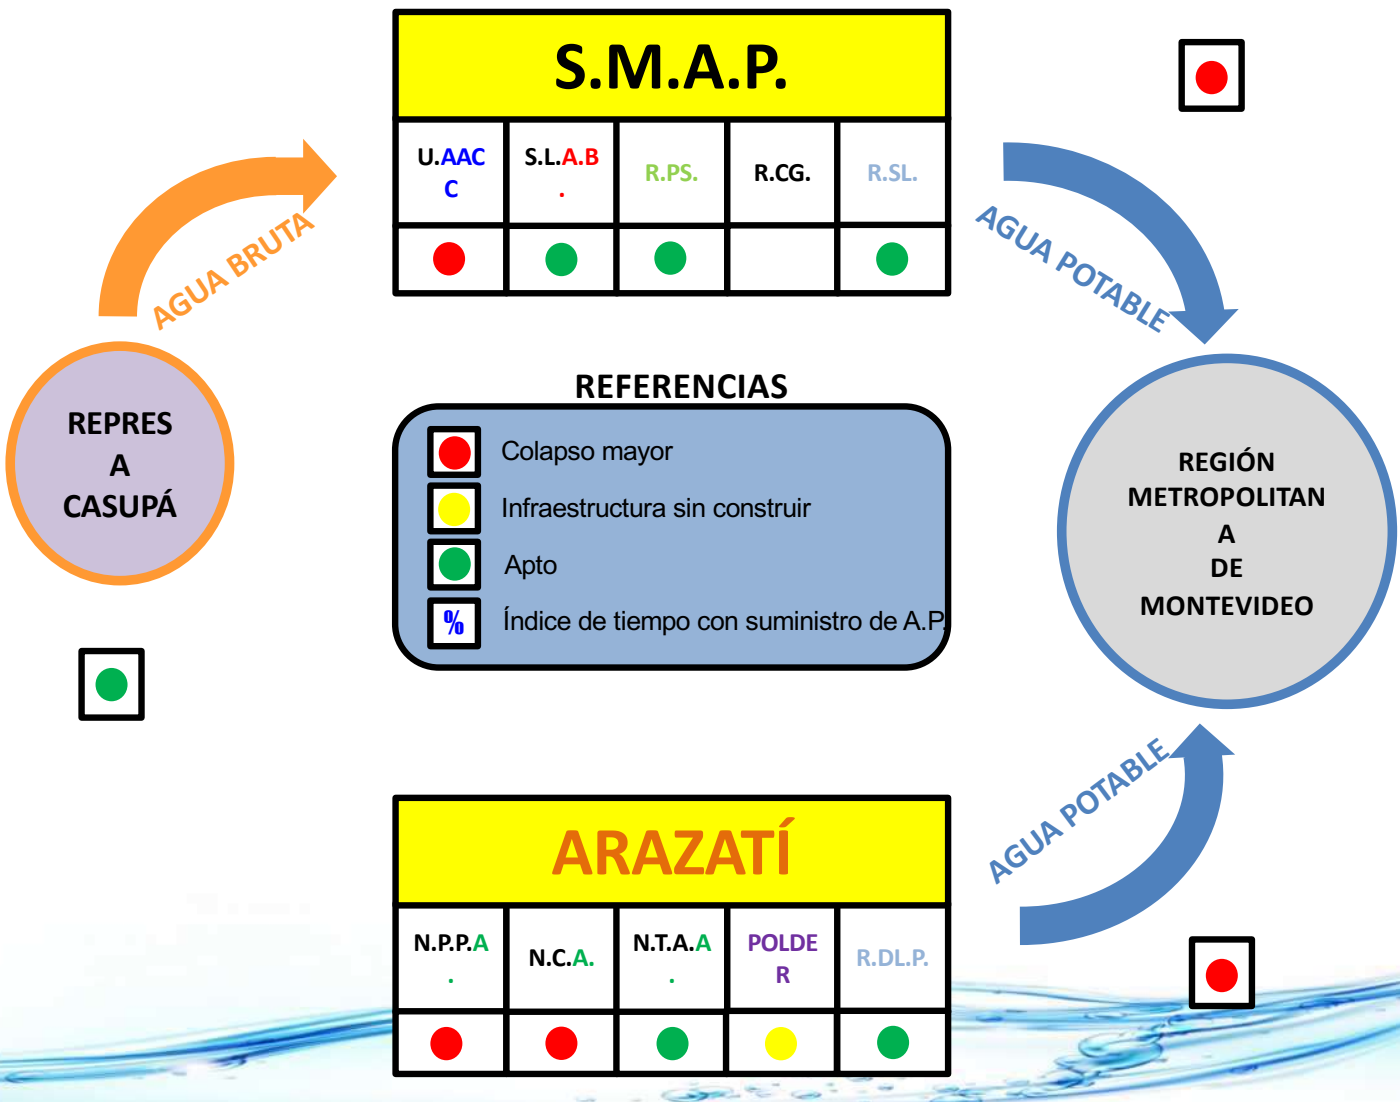 S.M.A.P.
U.AAC
C
S.L.A.B
.
R.PS.
R.CG.
R.SL.
AGUA BRUTA
AGUA POTABLE
REPRES
A
CASUPÁ
REFERENCIAS
Colapso mayor
Infraestructura sin construir
Apto
% Índice de tiempo con suministro de A.P.
REGIÓN
METROPOLITAN
A
DE
MONTEVIDEO
AGUA POTABLE
ARAZATÍ
N.P.P.A
.
N.C.A.
N.T.A.A
.
POLDE
R
R.DL.P.